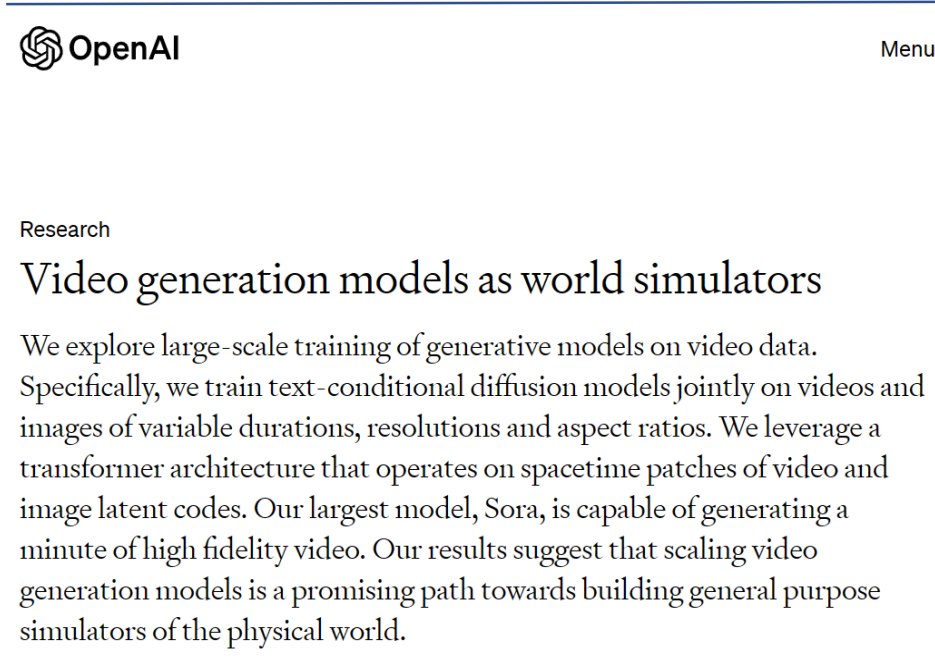 OpenAI
Menu
Research
Video generation models as world simulators
We explore large-scale training of generative models on video data.
Specifically, we train text-conditional diffusion models jointly on videos and
images of variable durations, resolutions and aspect ratios. We leverage a
transformer architecture that operates on spacetime patches of video and
image latent codes. Our largest model, Sora, is capable of generating a
minute of high fidelity video. Our results suggest that scaling video
generation models is a promising path towards building general purpose
simulators of the physical world.